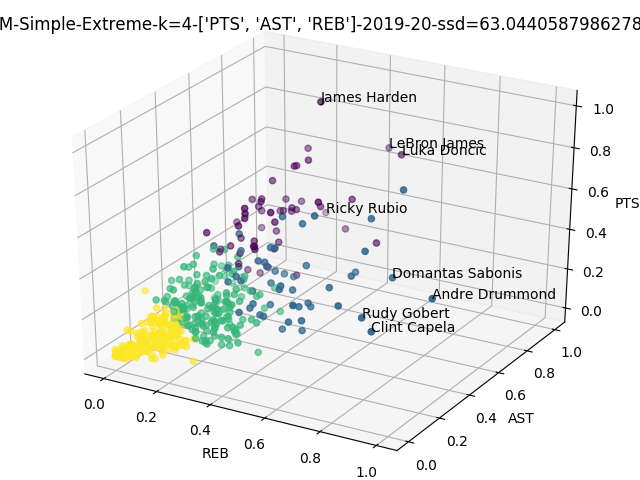 M-Simple-Extreme-k=4-['PTS', 'AST', 'REB']-2019-20-ssd=63.0440587986278
James Harden
LeBron James
Luka Doncic
Ricky Rubio
Domantas Sabonis
Andre Drummond
Rudy Gobert
Clint Capela
1.0
0.8
0.6
0.4
0.2
0.0
PTS
0.0
0.2
0.4
0.6
0.8
1.0
REB
0.0
0.2
0.4
0.6
0.8
1.0
AST